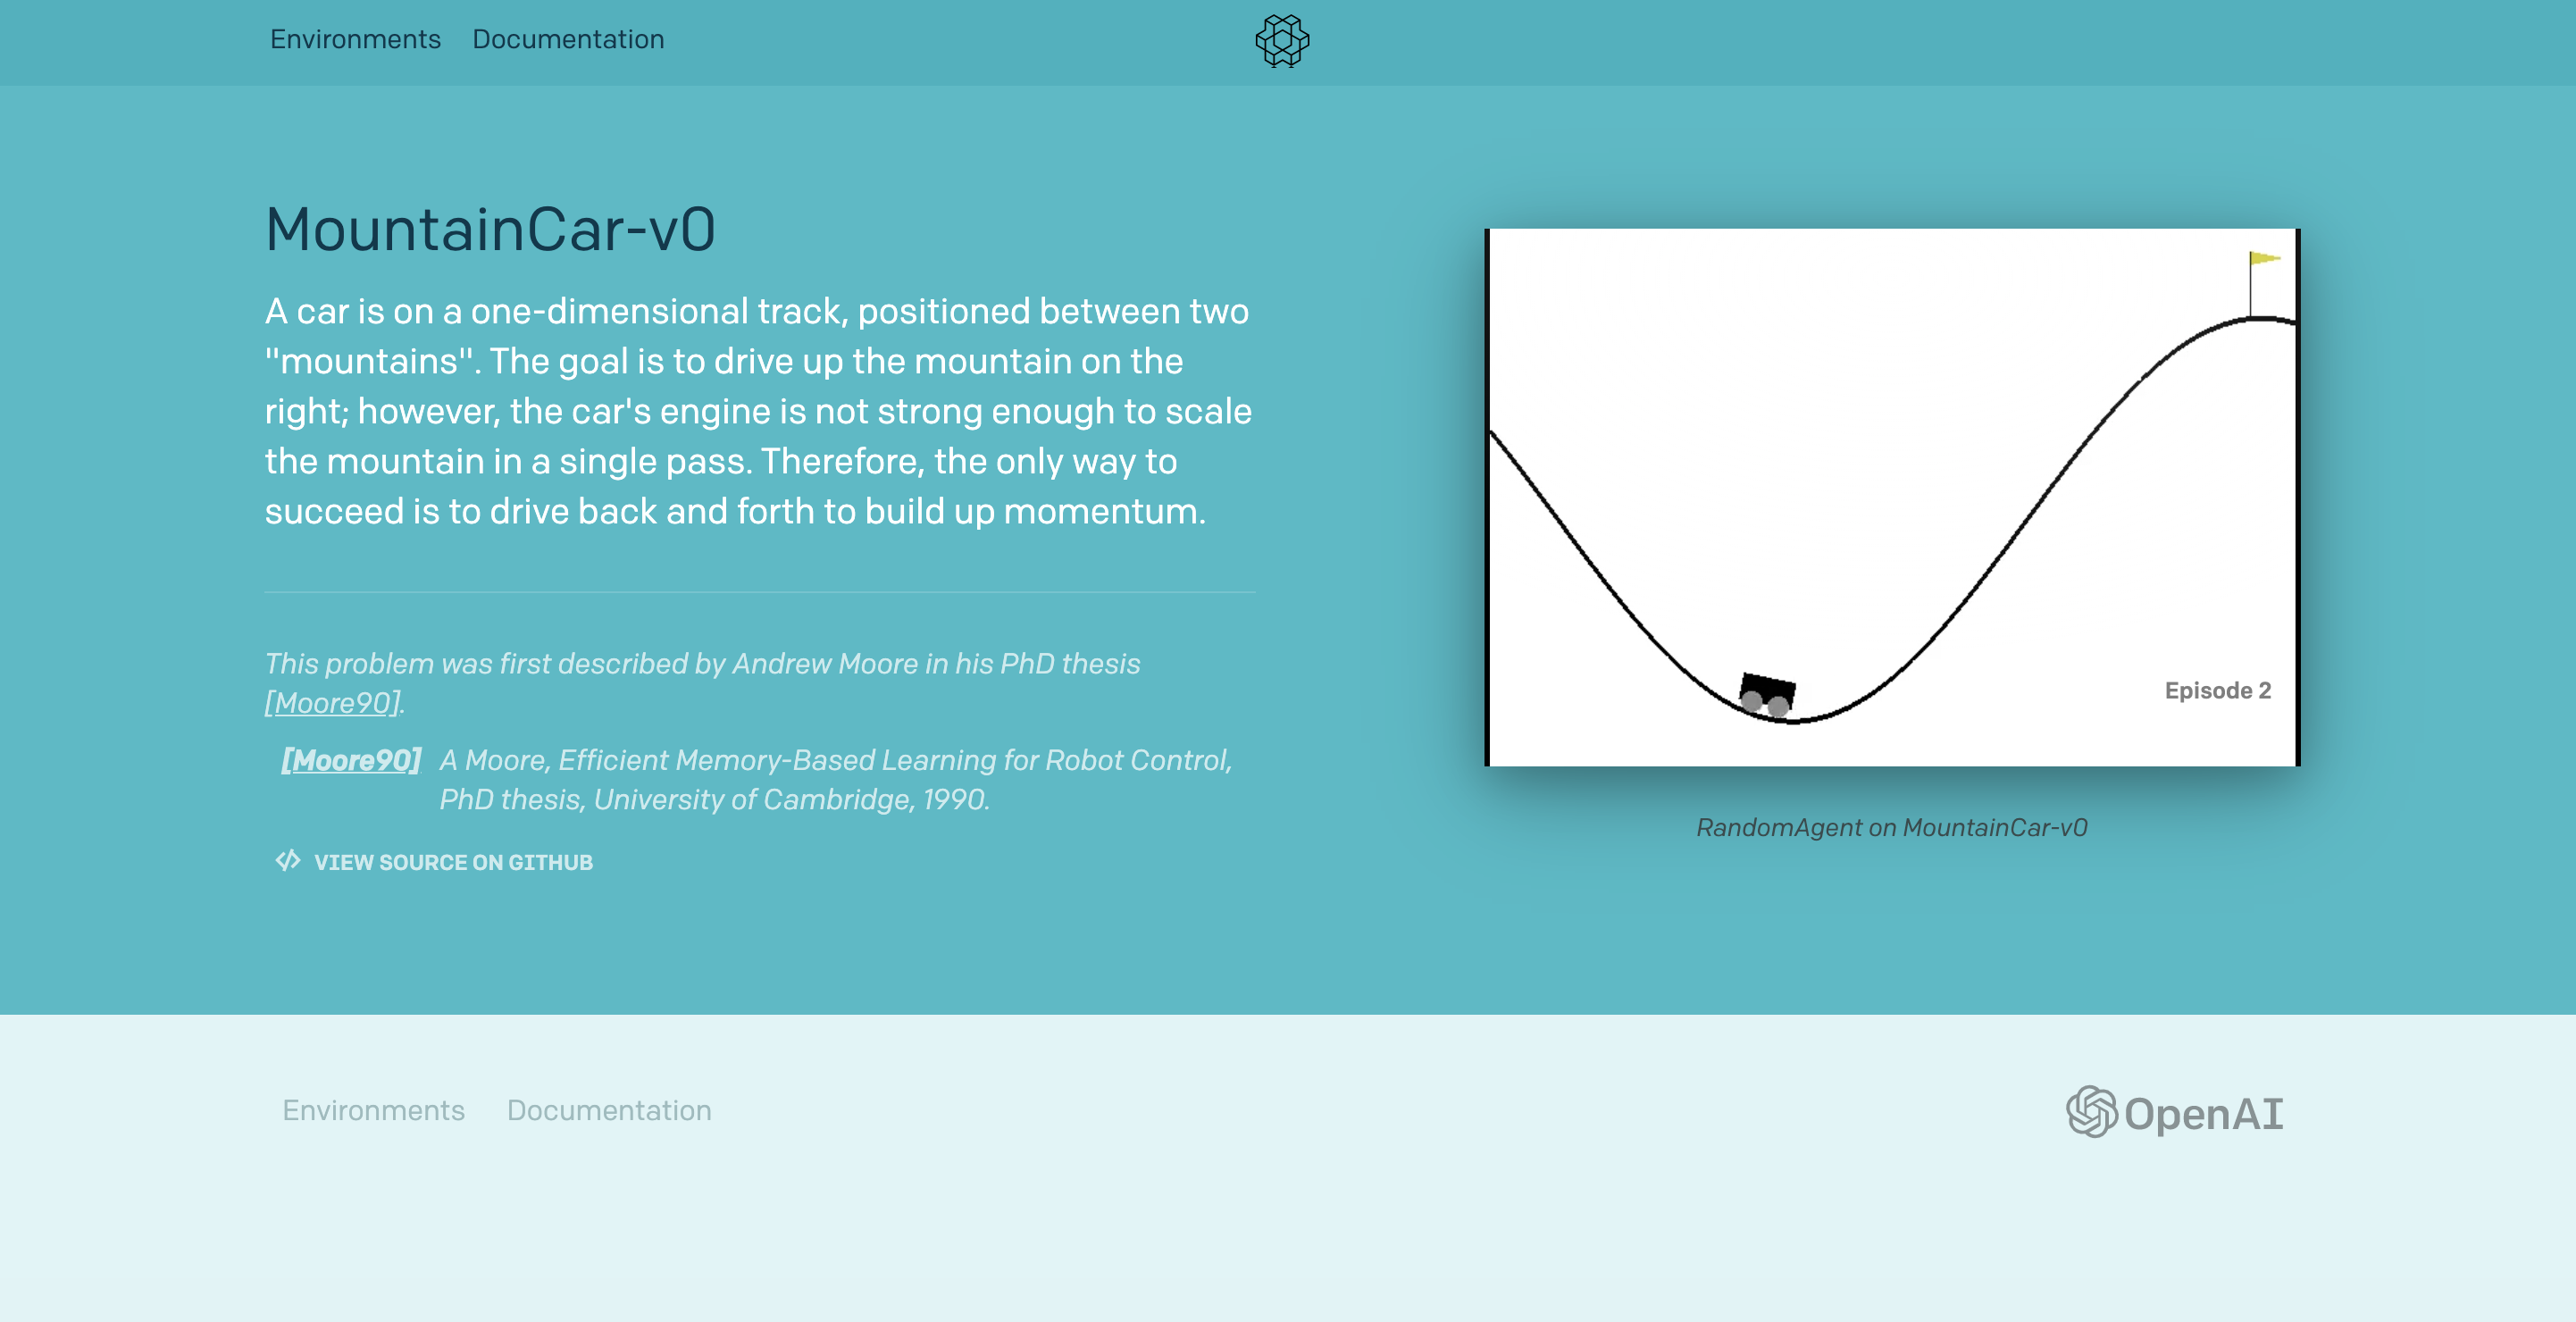 Environments Documentation
MountainCar-v0
A car is on a one-dimensional track, positioned between two
"mountains". The goal is to drive up the mountain on the
right; however, the car's engine is not strong enough to scale
the mountain in a single pass. Therefore, the only way to
succeed is to drive back and forth to build up momentum.
This problem was first described by Andrew Moore in his PhD thesis
[Moore90].
[Moore90] A Moore, Efficient Memory-Based Learning for Robot Control,
PhD thesis, University of Cambridge, 1990.
VIEW SOURCE ON GITHUB
Episode 2
RandomAgent on MountainCar-v0
Environments Documentation
OpenAI